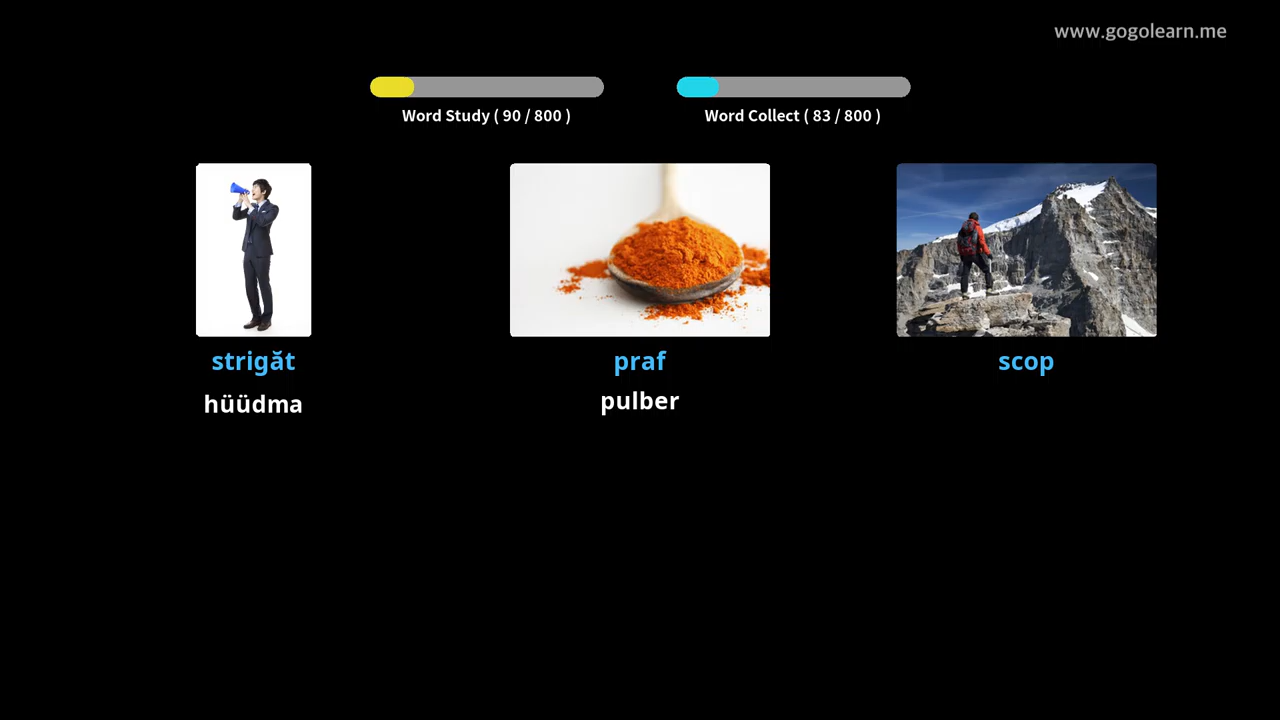 www.gogolearn.me
Word Study ( 90 / 800 )
Word Collect ( 83 / 800 )
strigăt
praf
scop
hüüdma
pulber